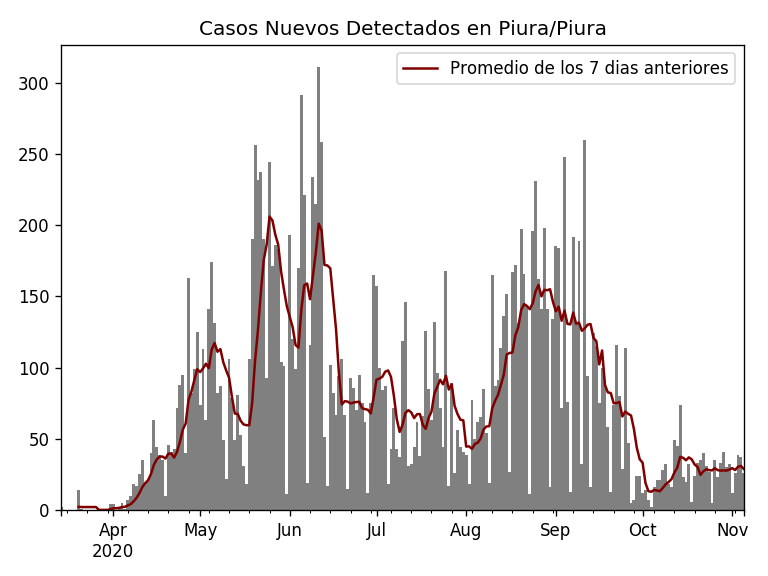 Casos Nuevos Detectados en Piura/Piura
Promedio de los 7 dias anteriores
300
250
200
150
100
50
0
Apr May Jun Jul Aug Sep Oct Nov
2020